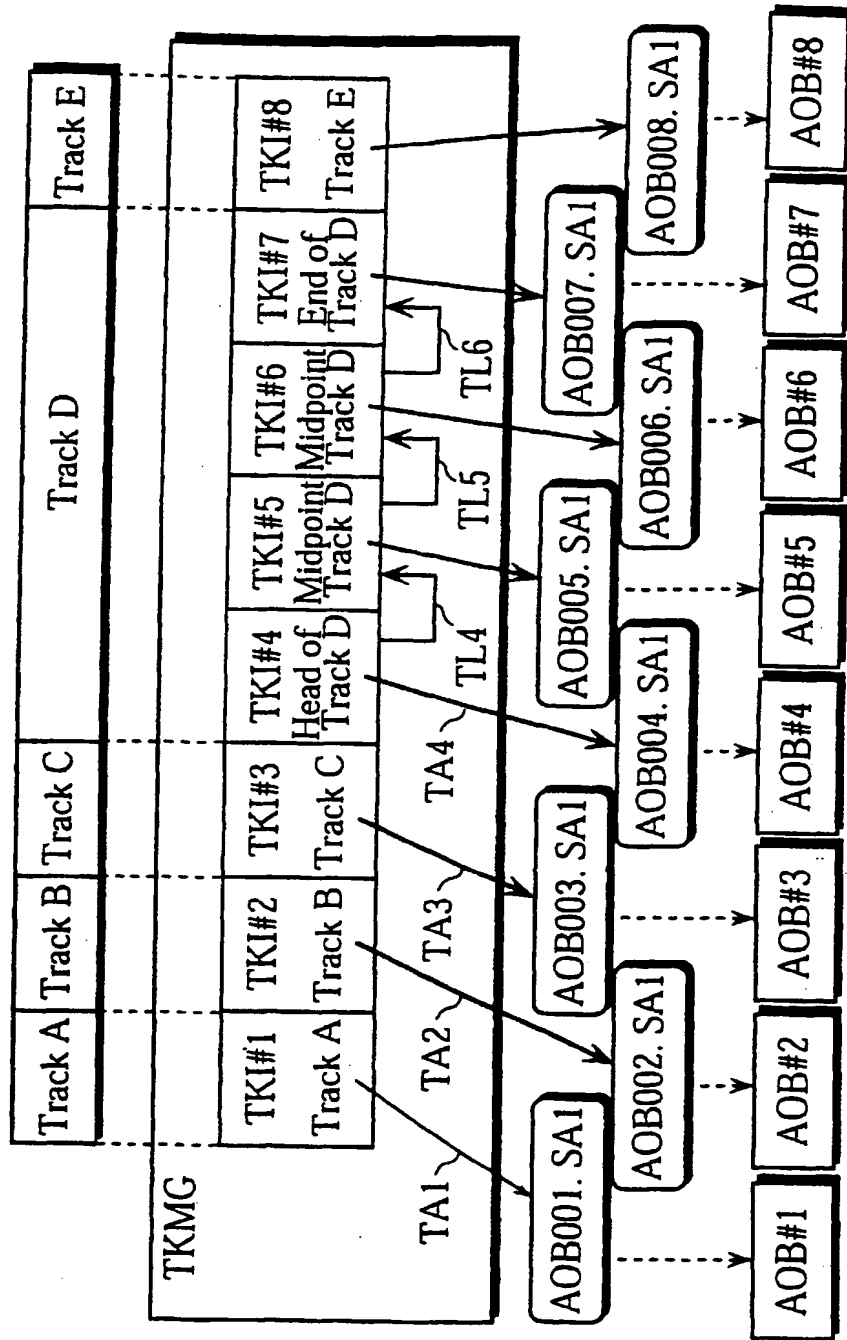 Track A
Track B
Track C
Track D
Track E
TKMG
TKI#1
Track A
TKI#2
Track B
TKI#3
Track C
TKI#4
Head of
Track D
TKI#5
Midpoint
Track D
TKI#6
Midpoint
Track D
TKI#7
End of
Track D
TKI#8
Track E
TA1
TA2
TA3
TA4
TL4
TL5
TL6
AOB001. SA1
AOB002. SA1
AOB003. SA1
AOB004. SA1
AOB005. SA1
AOB006. SA1
AOB007. SA1
AOB008. SA1
AOB#1
AOB#2
AOB#3
AOB#4
AOB#5
AOB#6
AOB#7
AOB#8